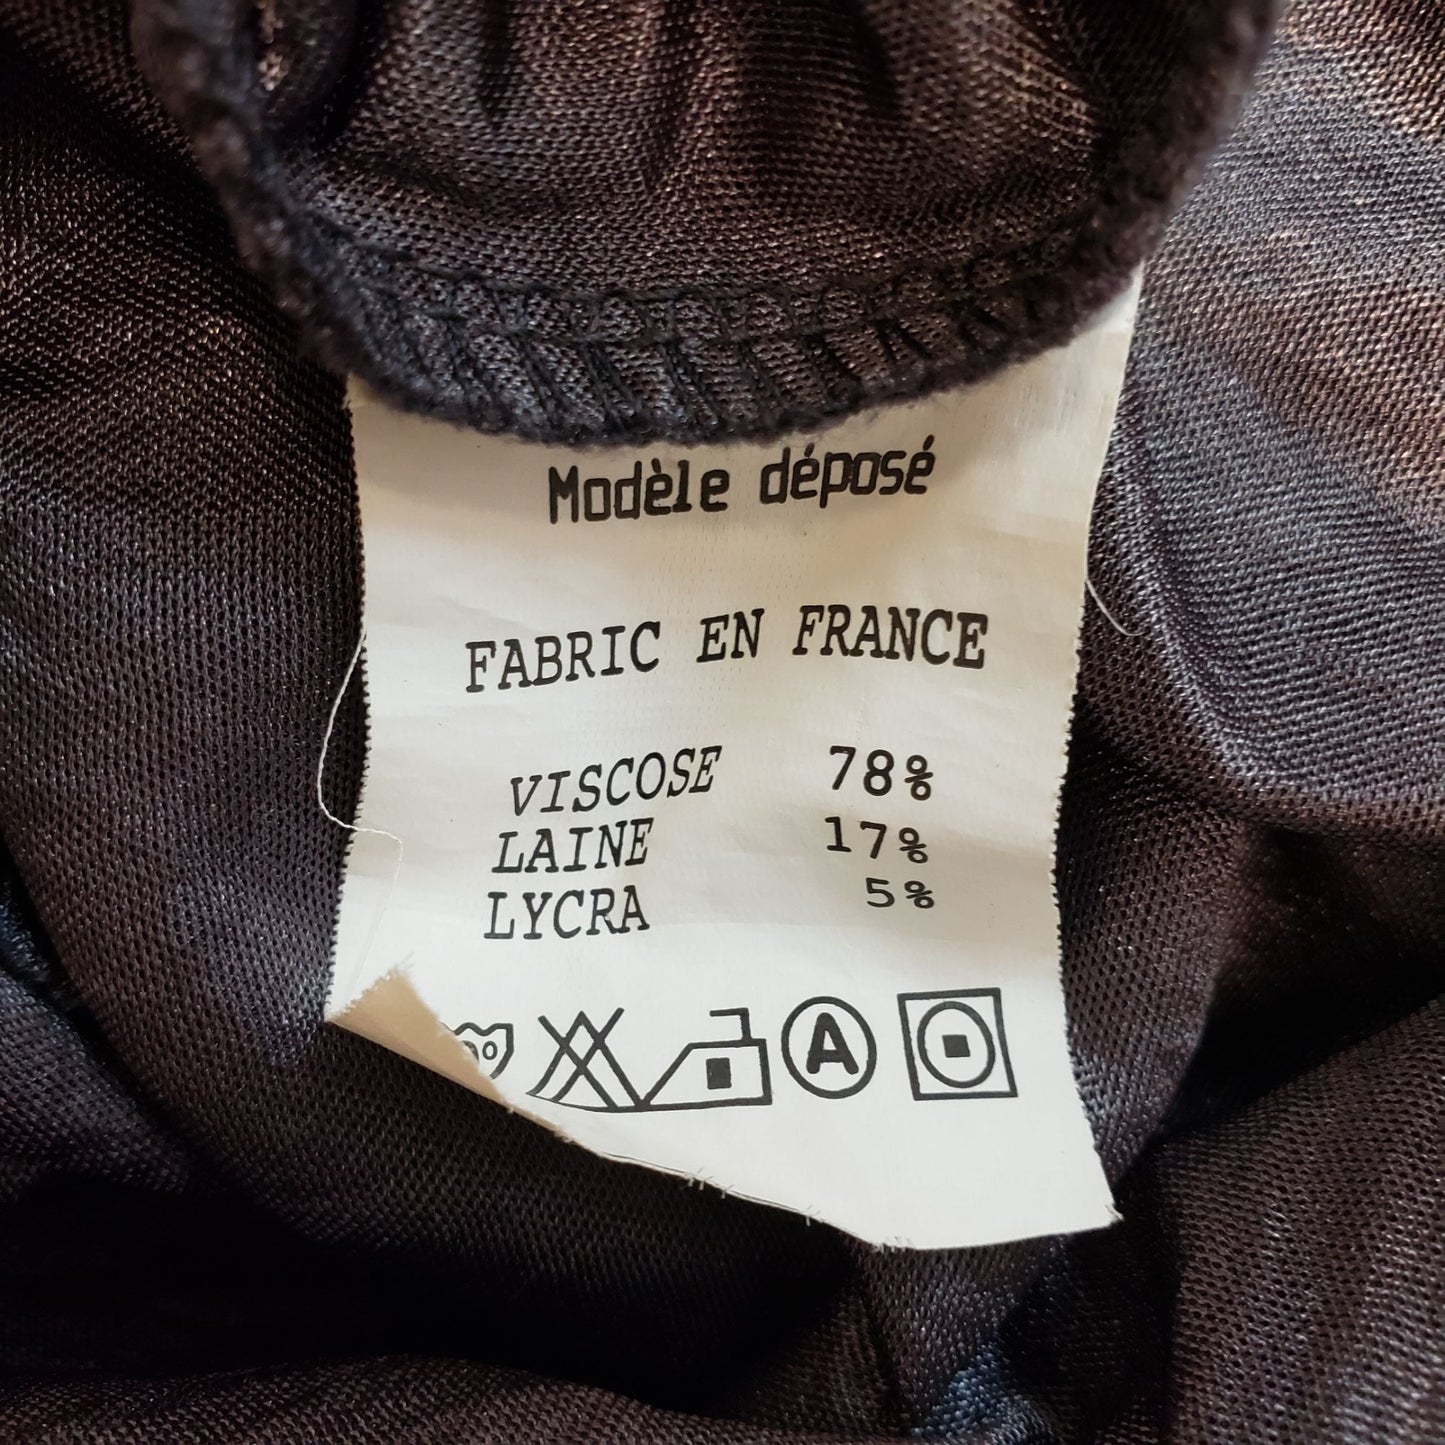 Modèle déposé
FABRIC EN FRANCE
VISCOSE 78%
LAINE 17%
LYCRA 5%
A